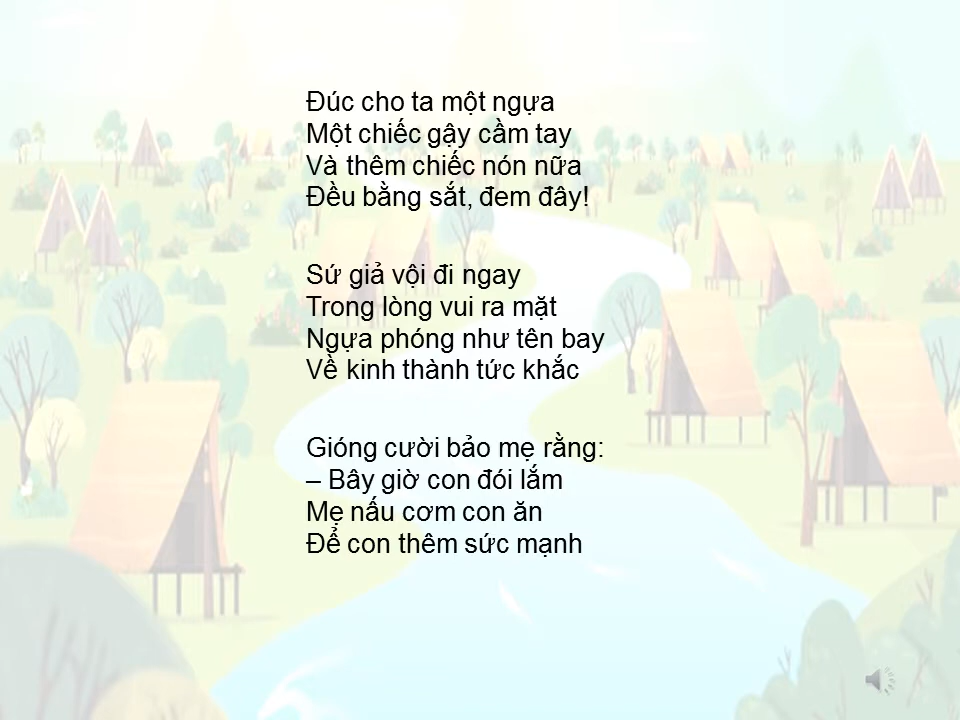 Đúc cho ta một ngựa
Một chiếc gậy cầm tay
Và thêm chiếc nón nữa
Đều bằng sắt, đem đây!
Sứ giả vội đi ngay
Trong lòng vui ra mặt
Ngựa phóng như tên bay
Về kinh thành tức khắc
Gióng cười bảo mẹ rằng:
– Bây giờ con đói lắm
Mẹ nấu cơm con ăn
Để con thêm sức mạnh